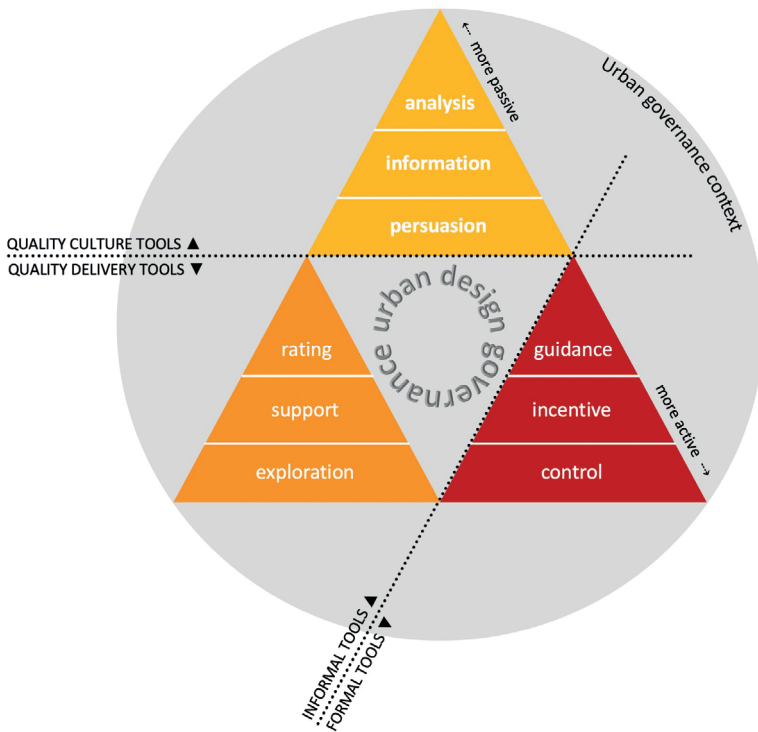 ← more passive
Urban governance context
analysis
information
persuasion
QUALITY CULTURE TOOLS ▲
QUALITY DELIVERY TOOLS ▼
urban design governance
rating
support
exploration
guidance
incentive
control
more active →
INFORMAL TOOLS ▲
FORMAL TOOLS ▼